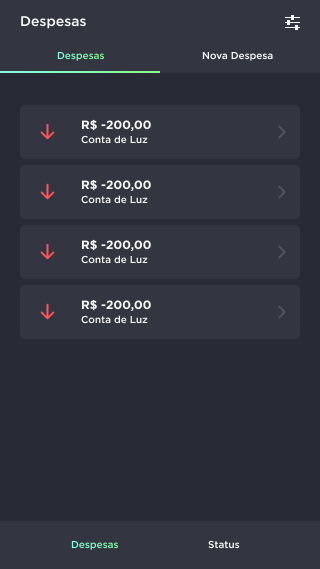 Despesas
Despesas
Nova Despesa
R$ -200,00
Conta de Luz
R$ -200,00
Conta de Luz
R$ -200,00
Conta de Luz
R$ -200,00
Conta de Luz
Despesas
Status